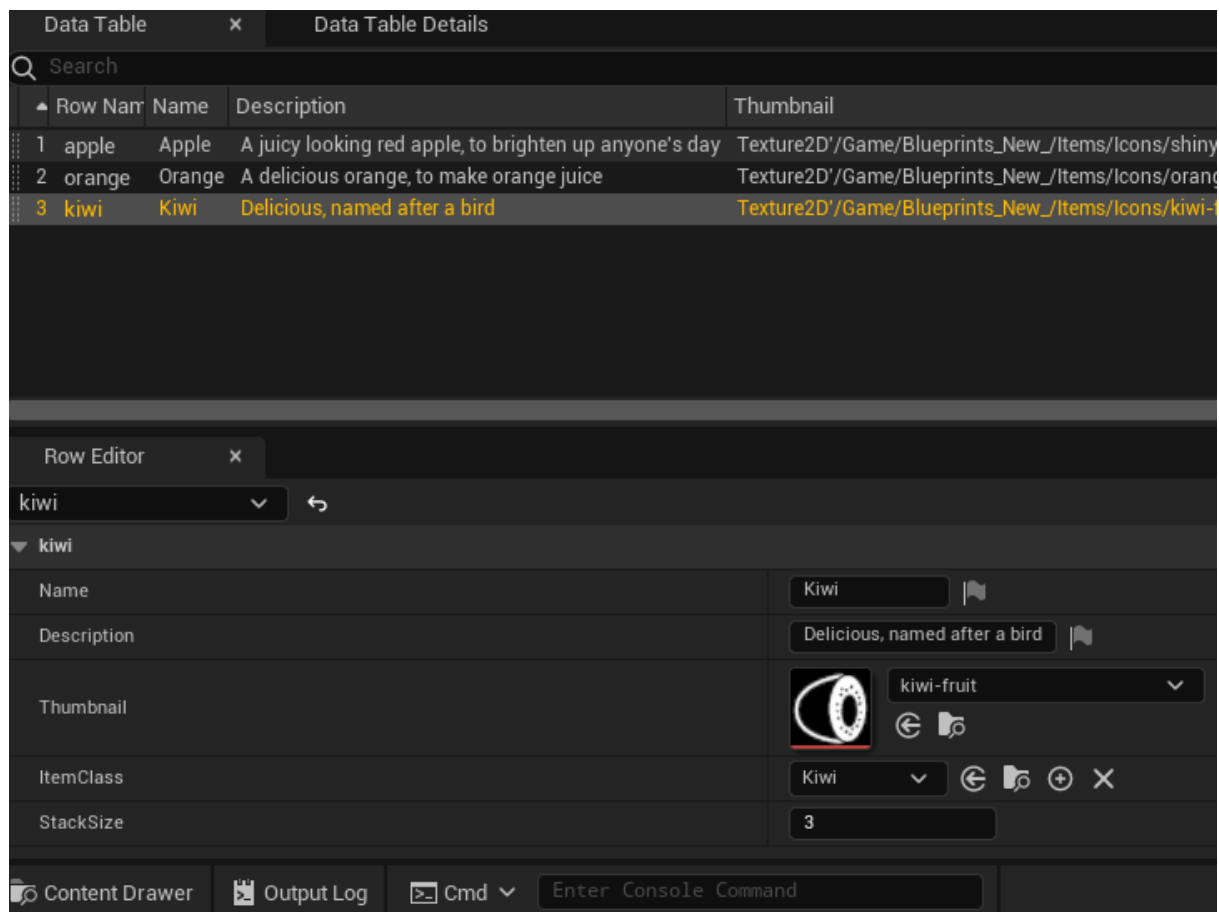 Data Table
Data Table Details
Search
Row Nam Name Description Thumbnail
1 apple Apple A juicy looking red apple, to brighten up anyone's day Texture2D'/Game/Blueprints_New_/Items/Icons/shiny
2 orange Orange A delicious orange, to make orange juice Texture2D'/Game/Blueprints_New_/Items/Icons/orang
3 kiwi Kiwi Delicious, named after a bird Texture2D'/Game/Blueprints_New_/Items/Icons/kiwi-f
Row Editor
kiwi
kiwi
Name Kiwi
Description Delicious, named after a bird
Thumbnail kiwi-fruit
ItemClass Kiwi
StackSize 3
Content Drawer Output Log Cmd Enter Console Command